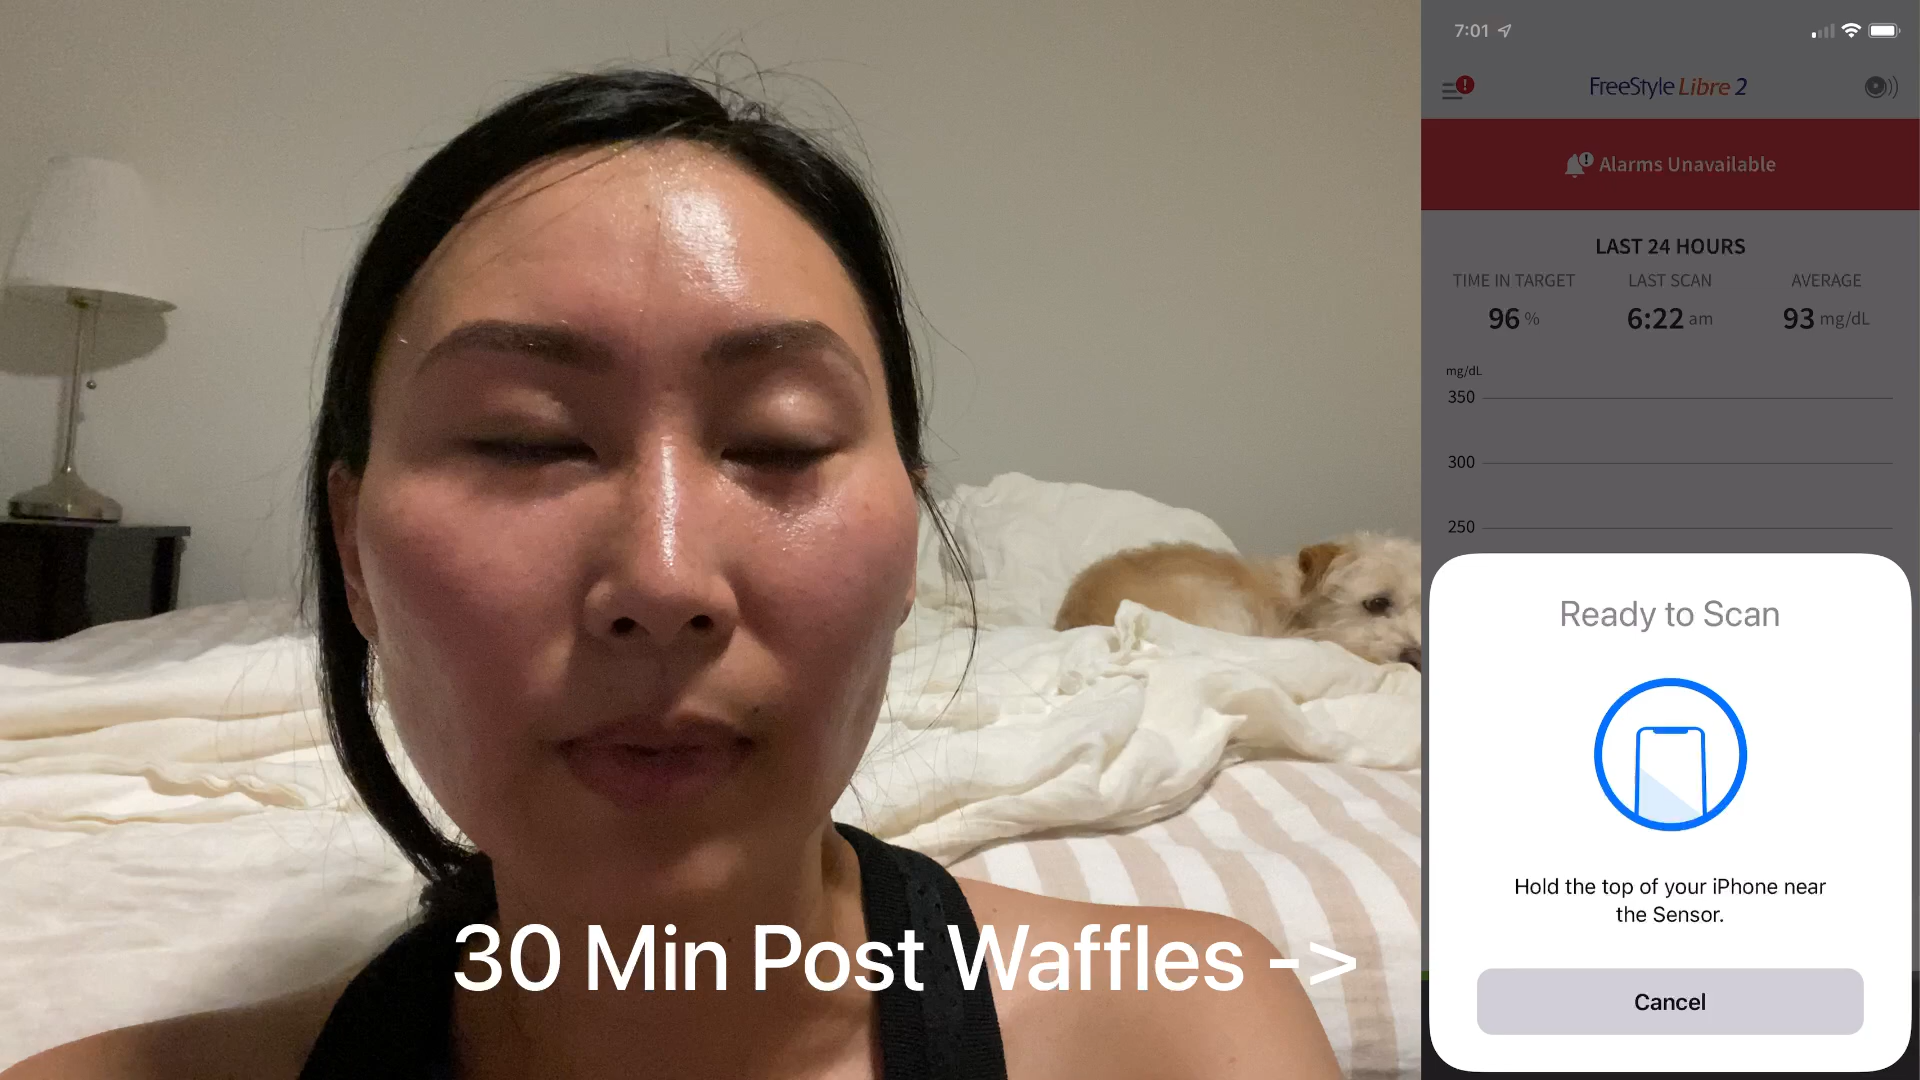 30 Min Post Waffles ->
7:01
FreeStyle Libre 2
Alarms Unavailable
LAST 24 HOURS
TIME IN TARGET LAST SCAN AVERAGE
96 % 6:22 am 93 mg/dL
mg/dL
350
300
250
Ready to Scan
Hold the top of your iPhone near
the Sensor.
Cancel